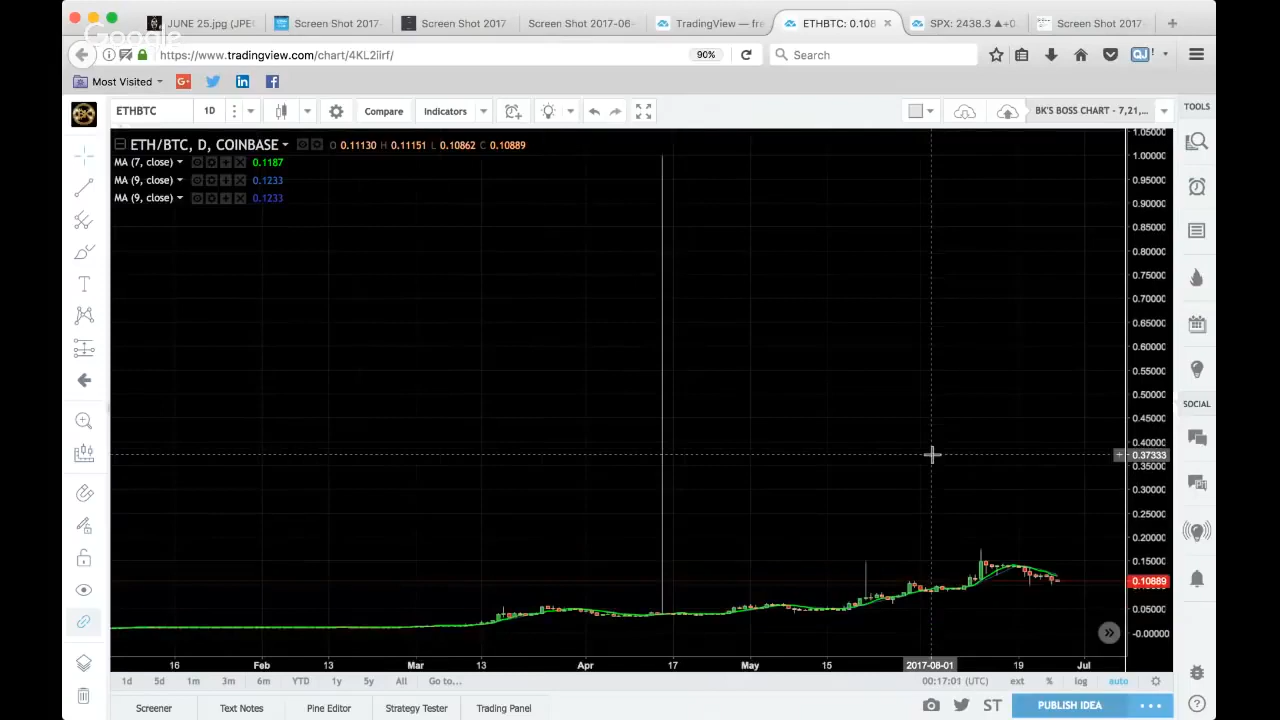 JUNE 25.jpg (JPE
Screen Shot 2017-
Screen Shot 2017
Screen Shot 2017-06-
TradingView — fre
ETHBTC: 0.108
SPX: 2438.3 ▲+0
Screen Shot 2017
Google
https://www.tradingview.com/chart/4KL2iirf/
90%
Search
Most Visited
ETHBTC
1D
Compare
Indicators
BK'S BOSS CHART - 7,21,...
TOOLS
ETH/BTC, D, COINBASE
O 0.11130 H 0.11151 L 0.10862 C 0.10889
MA (7, close) 0.1187
MA (9, close) 0.1233
MA (9, close) 0.1233
1.05000
1.00000
0.95000
0.90000
0.85000
0.80000
0.75000
0.70000
0.65000
0.60000
0.55000
0.50000
0.45000
0.40000
0.37333
0.35000
0.30000
0.25000
0.20000
0.15000
0.10889
0.05000
-0.00000
SOCIAL
16 Feb 13 Mar 13 Apr 17 May 15 2017-08-01 19 Jul
1d 5d 1m 3m 6m YTD 1y 5y All Go to...
00:17:01 (UTC) ext % log auto
Screener Text Notes Pine Editor Strategy Tester Trading Panel
ST
PUBLISH IDEA